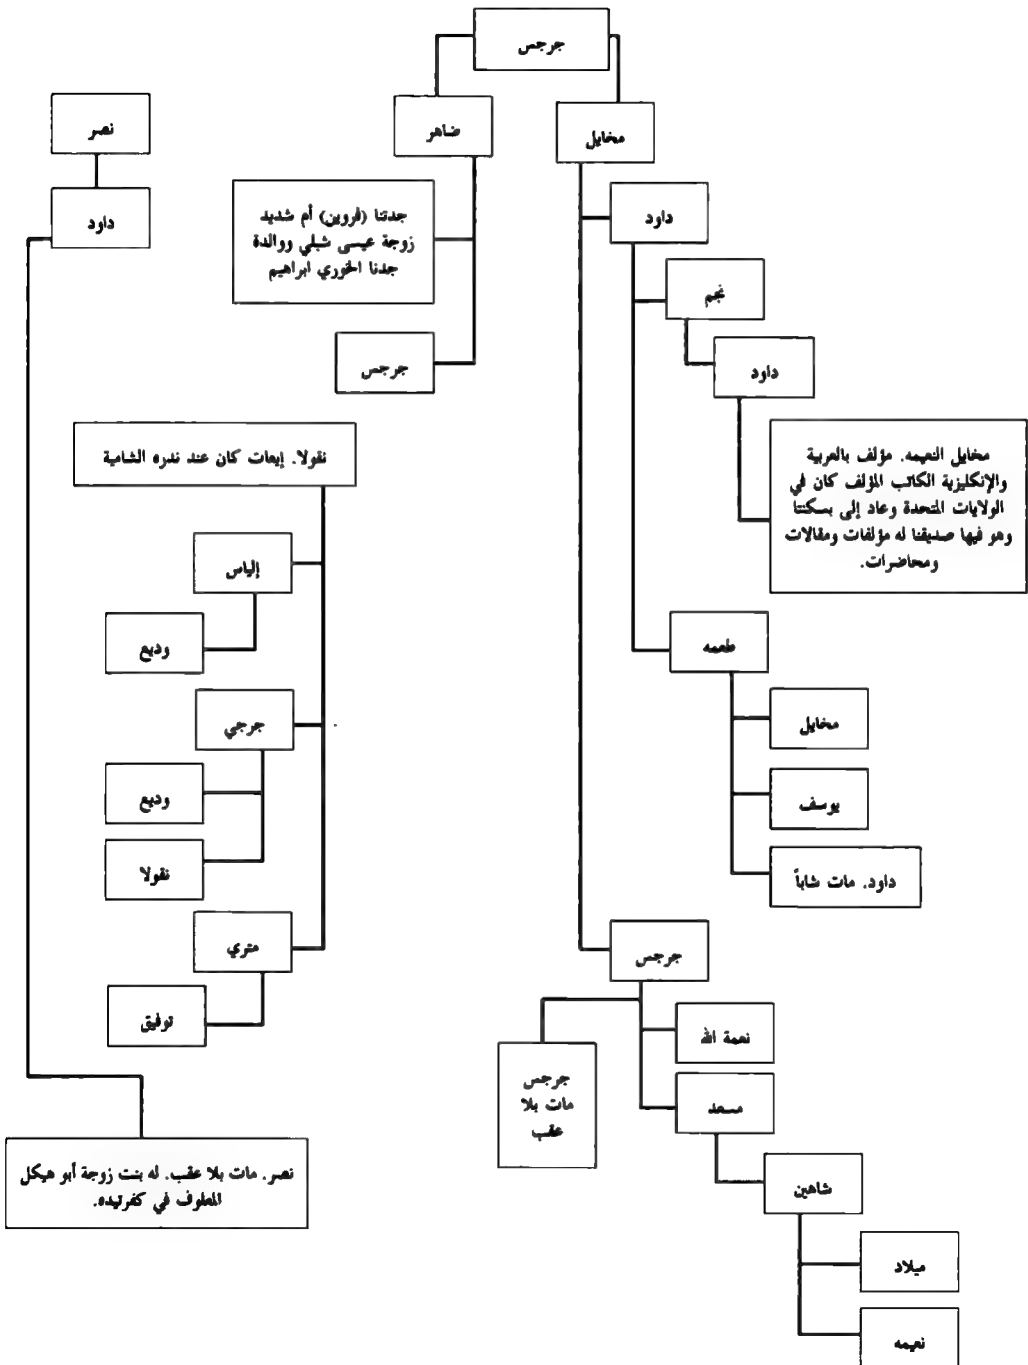 جرجس
ضاهر
مخايل
نصر
داود
جدتنا (فروين) أم شديد
زوجة عيسى شبلي ووالدة
جدنا الخوري ابراهيم
جرجس
داود
نجم
داود
مخايل النعيمه. مؤلف بالعربية
والإنكليزية الكاتب المؤلف كان في
الولايات المتحدة وعاد إلى بسكنتا
وهو فيها صديقنا له مؤلفات ومقالات
ومحاضرات.
نقولا. إبعات كان عند ندره الشامية
إلياس
وديع
جرجي
وديع
نقولا
متري
توفيق
طعمه
مخايل
يوسف
داود. مات شاباً
جرجس
نعمة الله
جرجس
مات بلا
عقب
مسعد
شاهين
ميلاد
نعيمه
نصر. مات بلا عقب. له بنت زوجة أبو هيكل
المعلوف في كفرتيده.